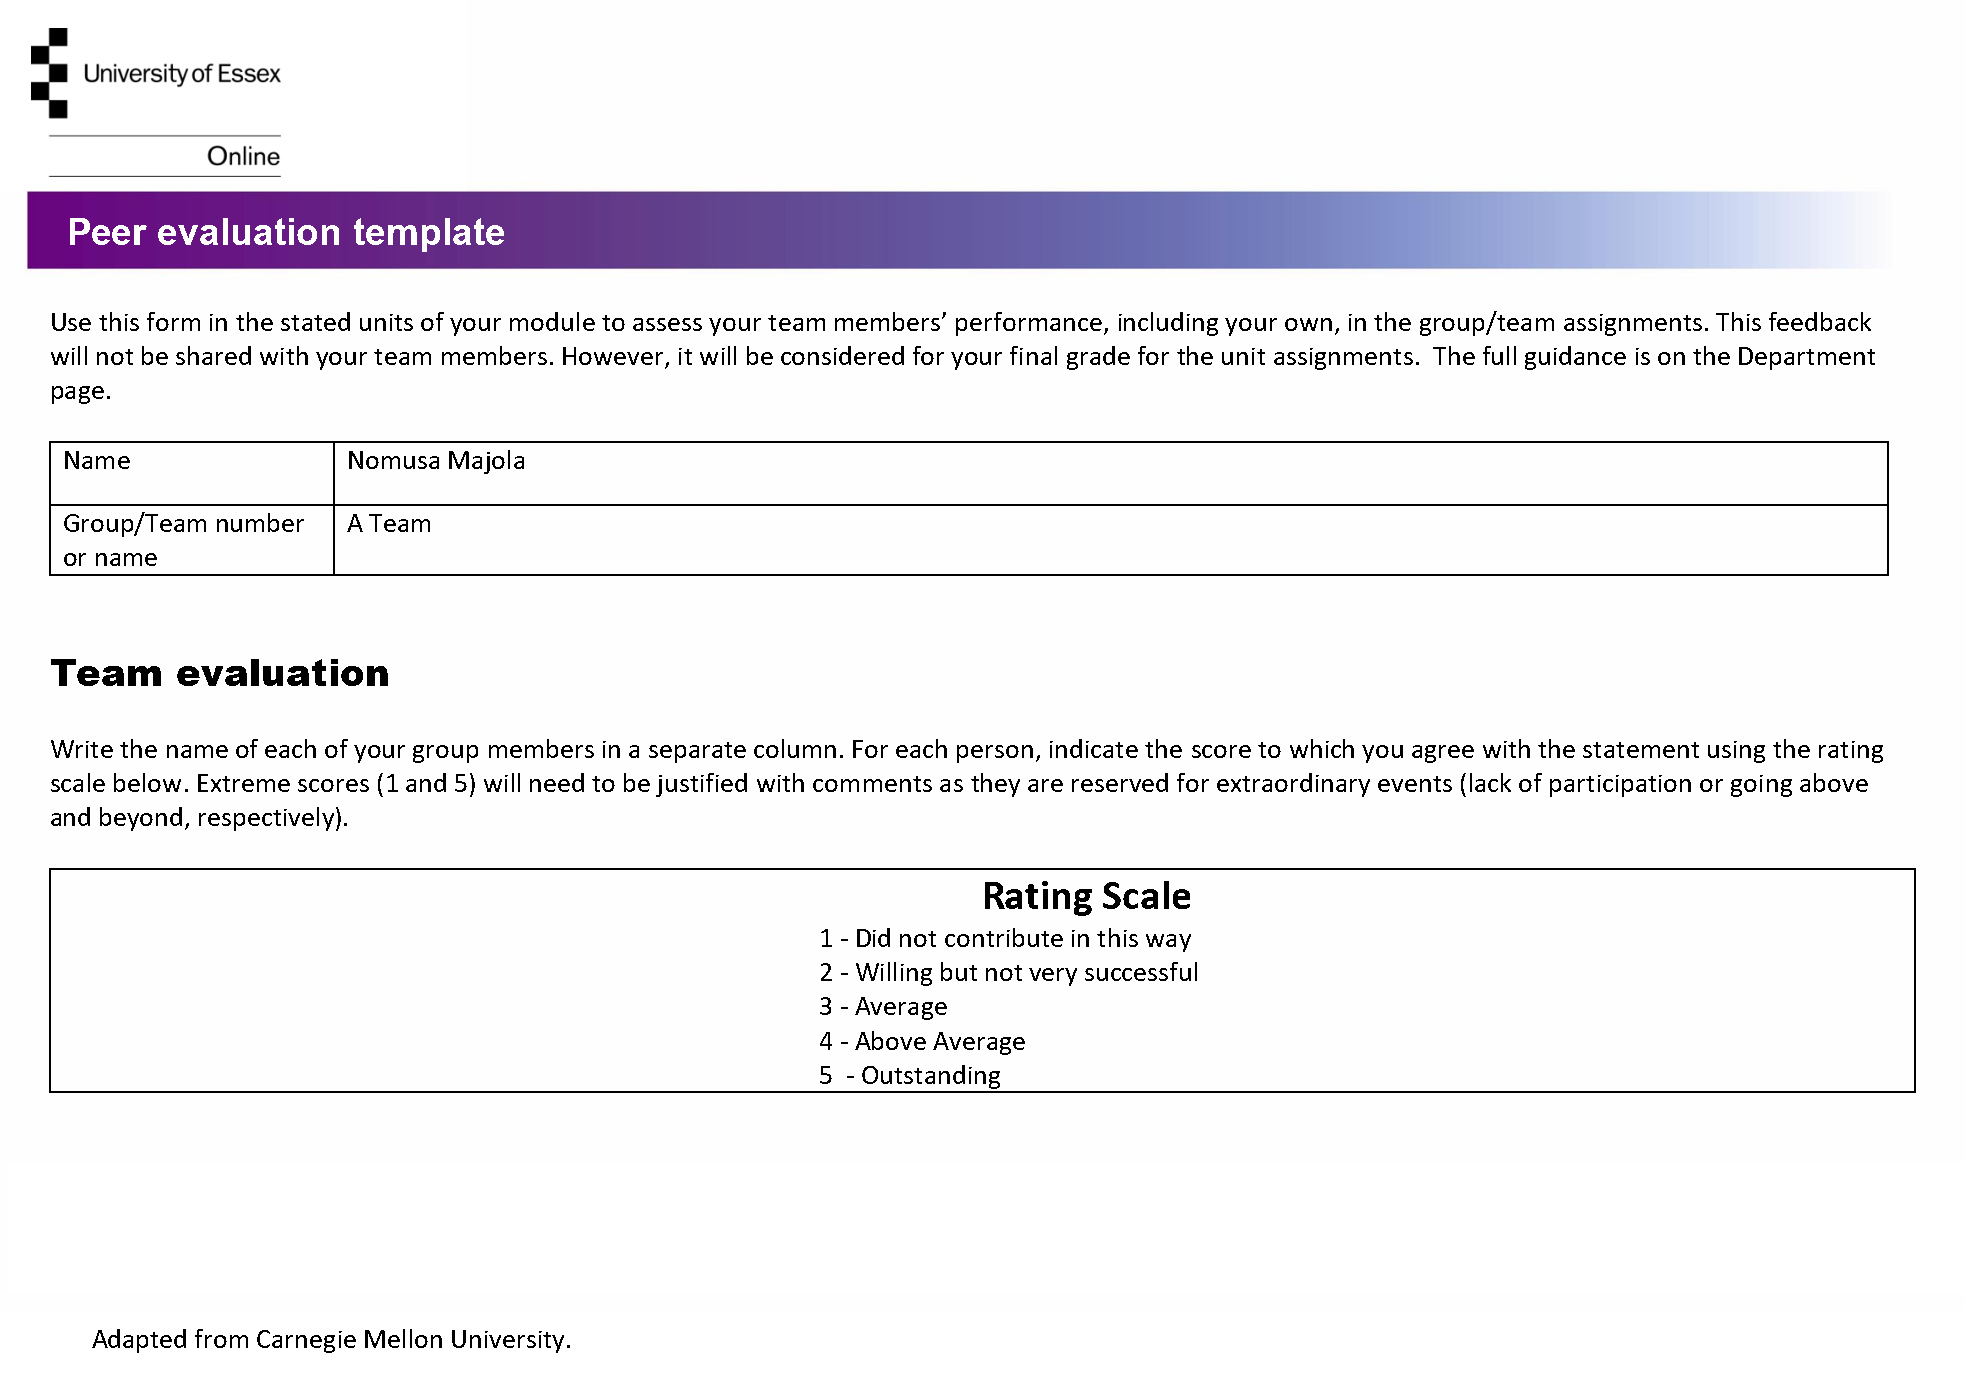 University of Essex
Online
Peer evaluation template
Use this form in the stated units of your module to assess your team members’ performance, including your own, in the group/team assignments. This feedback
will not be shared with your team members. However, it will be considered for your final grade for the unit assignments.  The full guidance is on the Department
page.
Name
Nomusa Majola
Group/Team number
or name
A Team
Team evaluation
Write the name of each of your group members in a separate column. For each person, indicate the score to which you agree with the statement using the rating
scale below. Extreme scores (1 and 5) will need to be justified with comments as they are reserved for extraordinary events (lack of participation or going above
and beyond, respectively).
Rating Scale
1 - Did not contribute in this way
2 - Willing but not very successful
3 - Average
4 - Above Average
5  - Outstanding
Adapted from Carnegie Mellon University.